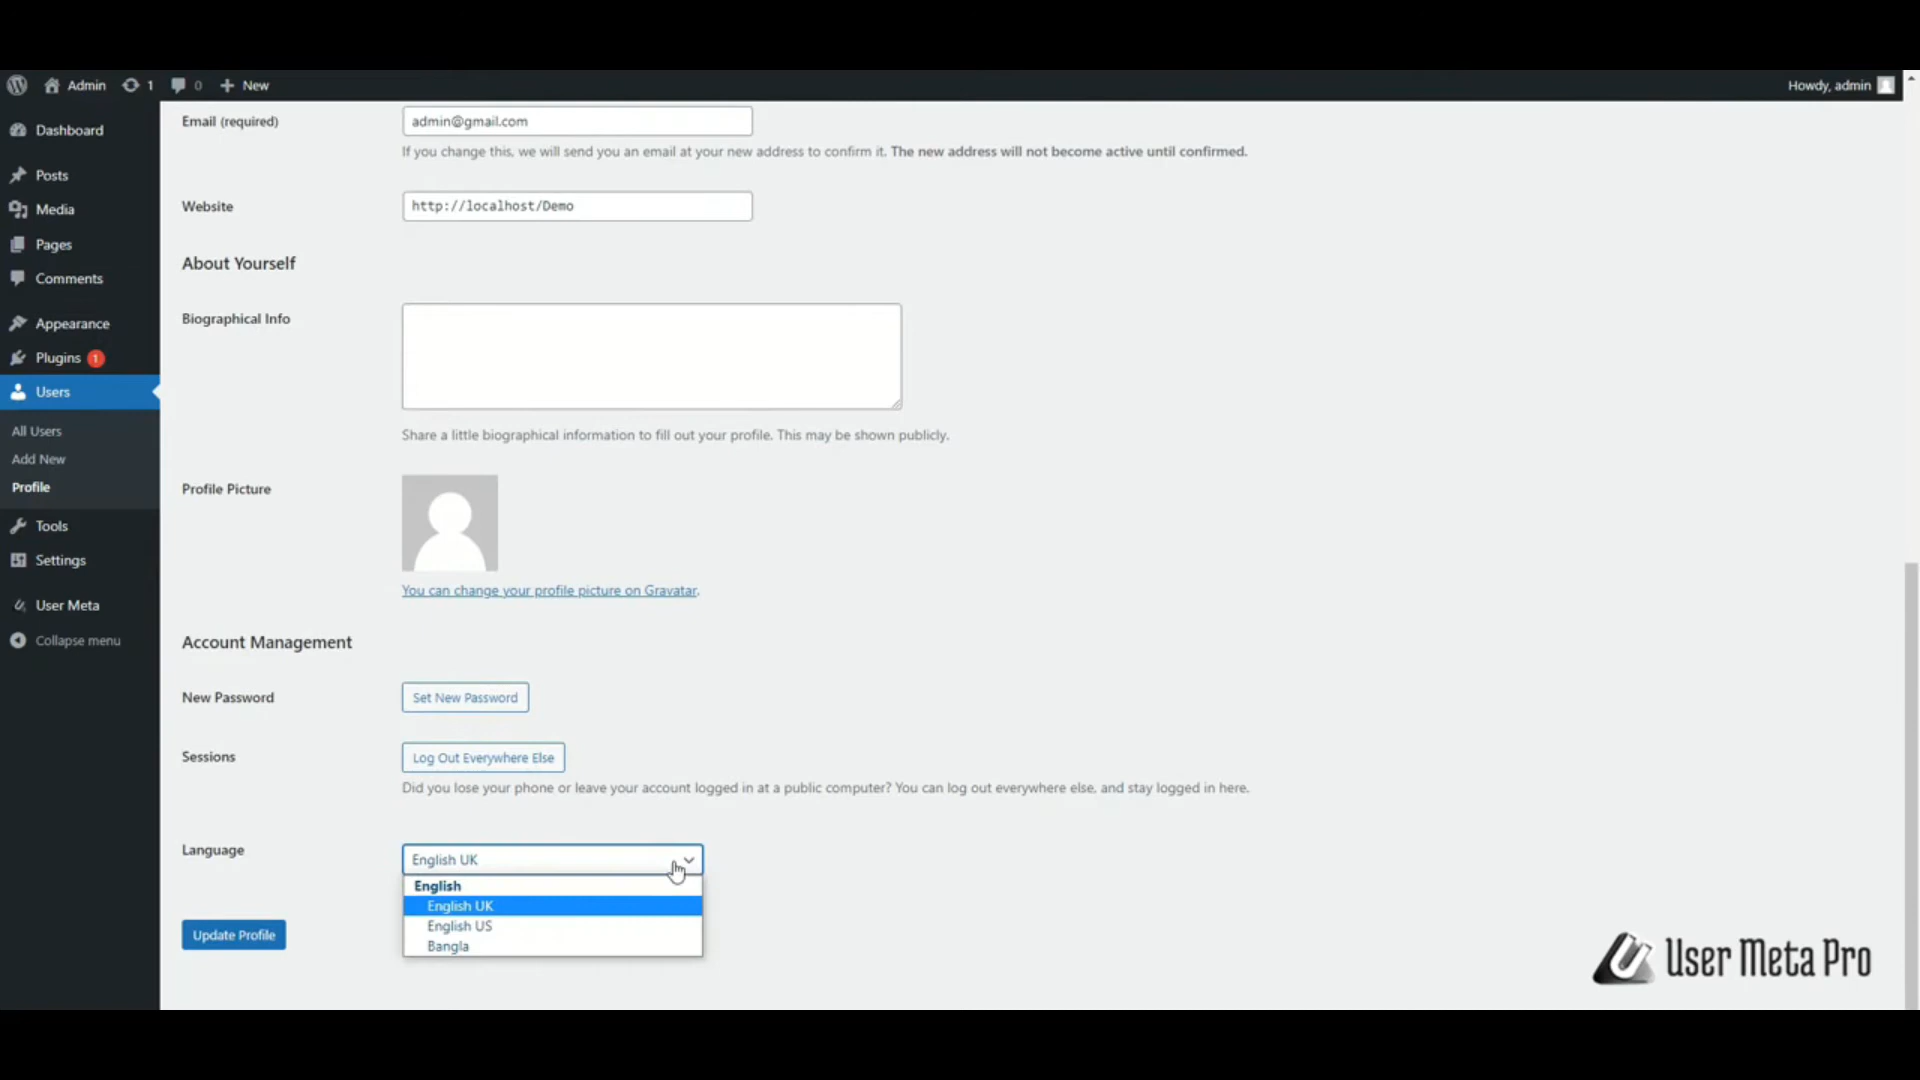 Admin 1 0 New Howdy, admin
Dashboard
Posts
Media
Pages
Comments
Appearance
Plugins 1
Users
All Users
Add New
Profile
Tools
Settings
User Meta
Collapse menu
Email (required) admin@gmail.com
If you change this, we will send you an email at your new address to confirm it. The new address will not become active until confirmed.
Website http://localhost/Demo
About Yourself
Biographical Info
Share a little biographical information to fill out your profile. This may be shown publicly.
Profile Picture
You can change your profile picture on Gravatar.
Account Management
New Password Set New Password
Sessions Log Out Everywhere Else
Did you lose your phone or leave your account logged in at a public computer? You can log out everywhere else, and stay logged in here.
Language English UK
English
English UK
English US
Bangla
Update Profile
User Meta Pro